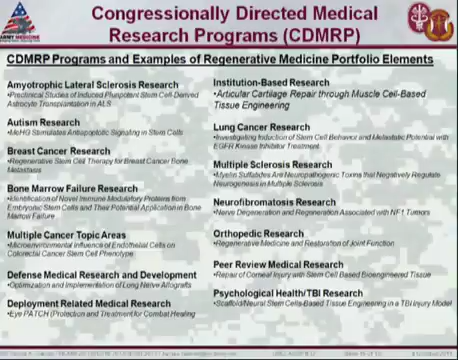 ARMY MEDICINE
Congressionally Directed Medical
Research Programs (CDMRP)
CDMRP Programs and Examples of Regenerative Medicine Portfolio Elements
Amyotrophic Lateral Sclerosis Research
•Preclinical Studies of Induced Pluripotent Stem Cell-Derived
Astrocyte Transplantation in ALS
Autism Research
•MeHG Stimulates Antiapoptotic Signaling in Stem Cells
Breast Cancer Research
•Regenerative Stem Cell Therapy for Breast Cancer Bone
Metastasis
Bone Marrow Failure Research
•Identification of Novel Immune Modulatory Proteins from
Embryonic Stem Cells and Their Potential Application in Bone
Marrow Failure
Multiple Cancer Topic Areas
•Microenvironmental Influence of Endothelial Cells on
Colorectal Cancer Stem Cell Phenotype
Defense Medical Research and Development
•Optimization and Implementation of Long Nerve Allografts
Deployment Related Medical Research
•Eye PATCH (Protection and Treatment for Combat Healing
Institution-Based Research
•Articular Cartilage Repair through Muscle Cell-Based
Tissue Engineering
Lung Cancer Research
•Investigating Induction of Stem Cell Behavior and Metastatic Potential with
EGFR Kinase Inhibitor Treatment
Multiple Sclerosis Research
•Myelin Sulfatides Are Neuropathogenic Toxins that Negatively Regulate
Neurogenesis in Multiple Sclerosis
Neurofibromatosis Research
•Nerve Degeneration and Regeneration Associated with NF1 Tumors
Orthopedic Research
•Regenerative Medicine and Restoration of Joint Function
Peer Review Medical Research
•Repair of Corneal Injury with Stem Cell Based Bioengineered Tissue
Psychological Health/TBI Research
•Scaffold/Neural Stem Cells-Based Tissue Engineering in a TBI Injury Model